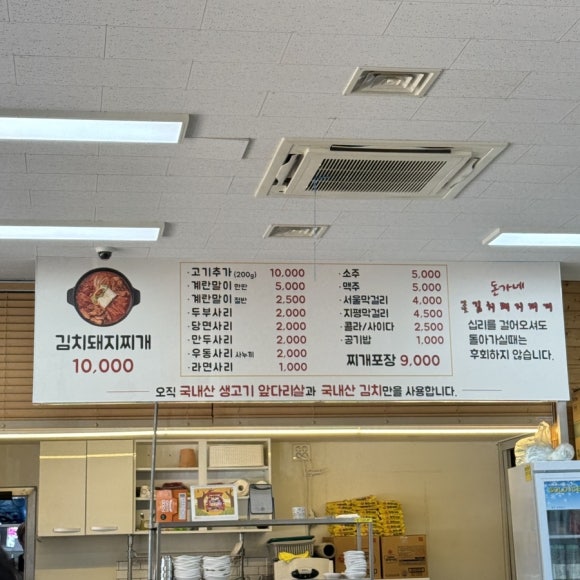 김치돼지찌개
10,000
·고기추가 (200g) 10,000
·계란말이 한판 5,000
·계란말이 절반 2,500
·두부사리 2,000
·당면사리 2,000
·만두사리 2,000
·우동사리 사누끼 2,000
·라면사리 1,000
·소주 5,000
·맥주 5,000
·서울막걸리 4,000
·지평막걸리 4,500
·콜라/사이다 2,500
·공기밥 1,000
찌개포장 9,000
돈가네
십리를 걸어오셔도
돌아가실때는
후회하지 않습니다.
오직 국내산 생고기 앞다리살과 국내산 김치만을 사용합니다.